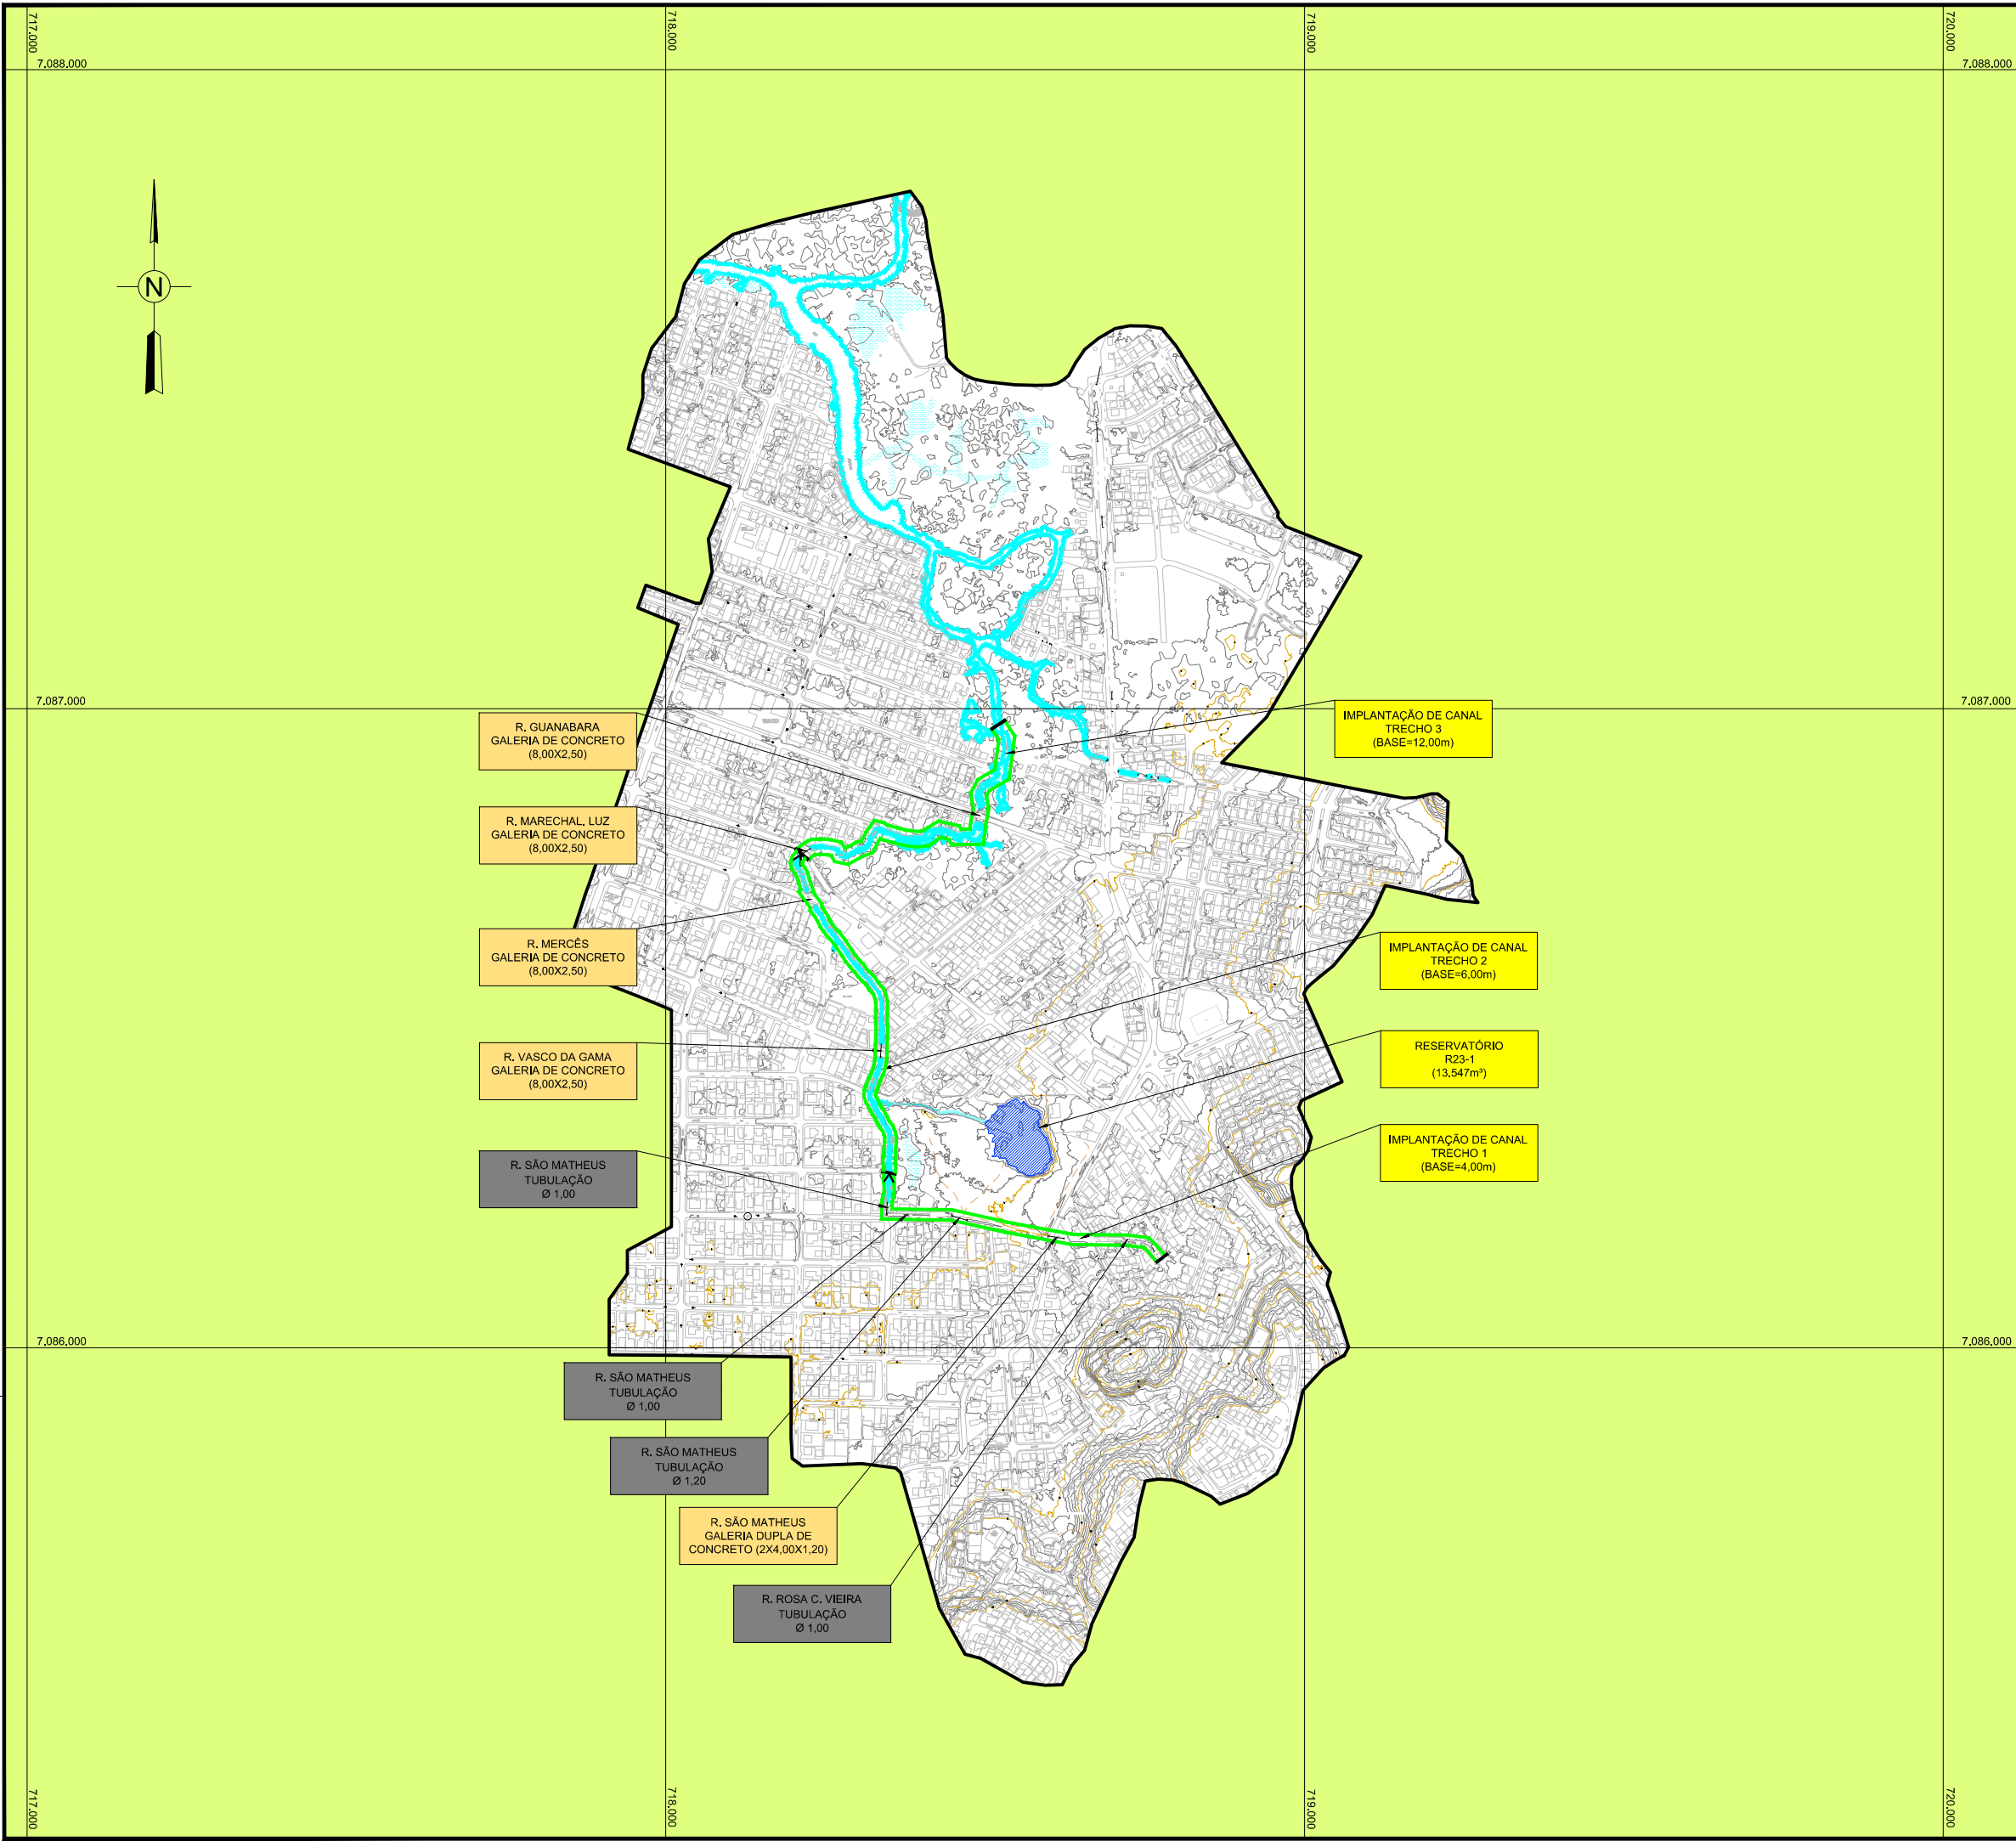 717.000
718.000
719.000
720.000
7.088.000
7.088.000
N
7.087.000
7.087.000
R. GUANABARA
GALERIA DE CONCRETO
(8,00X2,50)
IMPLANTAÇÃO DE CANAL
TRECHO 3
(BASE=12,00m)
R. MARECHAL. LUZ
GALERIA DE CONCRETO
(8,00X2,50)
R. MERCÊS
GALERIA DE CONCRETO
(8,00X2,50)
IMPLANTAÇÃO DE CANAL
TRECHO 2
(BASE=6,00m)
R. VASCO DA GAMA
GALERIA DE CONCRETO
(8,00X2,50)
RESERVATÓRIO
R23-1
(13,547m³)
IMPLANTAÇÃO DE CANAL
TRECHO 1
(BASE=4,00m)
R. SÃO MATHEUS
TUBULAÇÃO
Ø 1,00
7.086.000
7.086.000
R. SÃO MATHEUS
TUBULAÇÃO
Ø 1,00
R. SÃO MATHEUS
TUBULAÇÃO
Ø 1,20
R. SÃO MATHEUS
GALERIA DUPLA DE
CONCRETO (2X4,00X1,20)
R. ROSA C. VIEIRA
TUBULAÇÃO
Ø 1,00
717.000
718.000
719.000
720.000